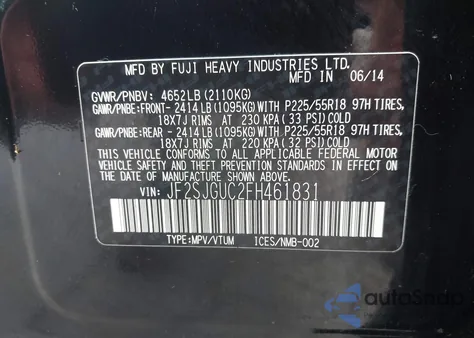 MFD BY FUJI HEAVY INDUSTRIES LTD.
MFD IN 06/14
GVWR/PNBV: 4652LB (2110KG)
GAWR/PNBE:FRONT- 2414LB(1095KG)WITH P225/55R18 97H TIRES,
18X7J RIMS AT 230 KPA(33 PSI)COLD
GAWR/PNBE:REAR - 2414LB(1095KG)WITH P225/55R18 97H TIRES,
18X7J RIMS AT 220 KPA(32 PSI)COLD
THIS VEHICLE CONFORMS TO ALL APPLICABLE FEDERAL MOTOR
VEHICLE SAFETY AND THEFT PREVENTION STANDARDS IN EFFECT
ON THE DATE OF MANUFACTURE SHOWN ABOVE.
VIN: JF2SJGUC2FH461831
TYPE:MPV/VTUM ICES/NMB-002